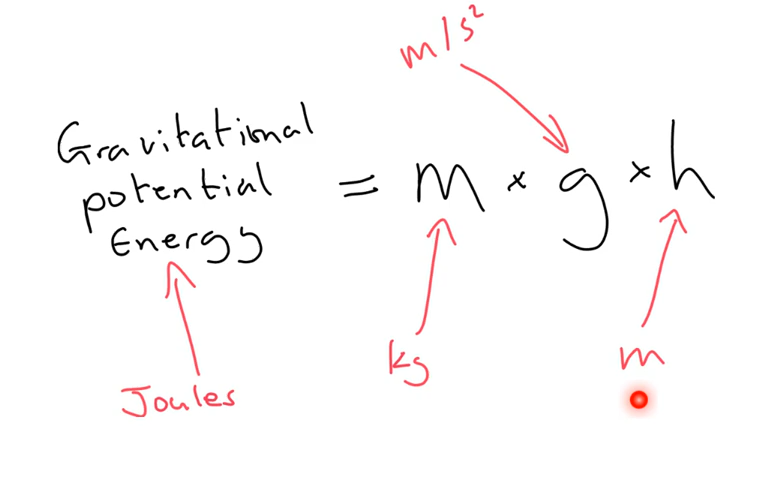 m/s²
Gravitational
potential
Energy
= m × g × h
kg
m
Joules